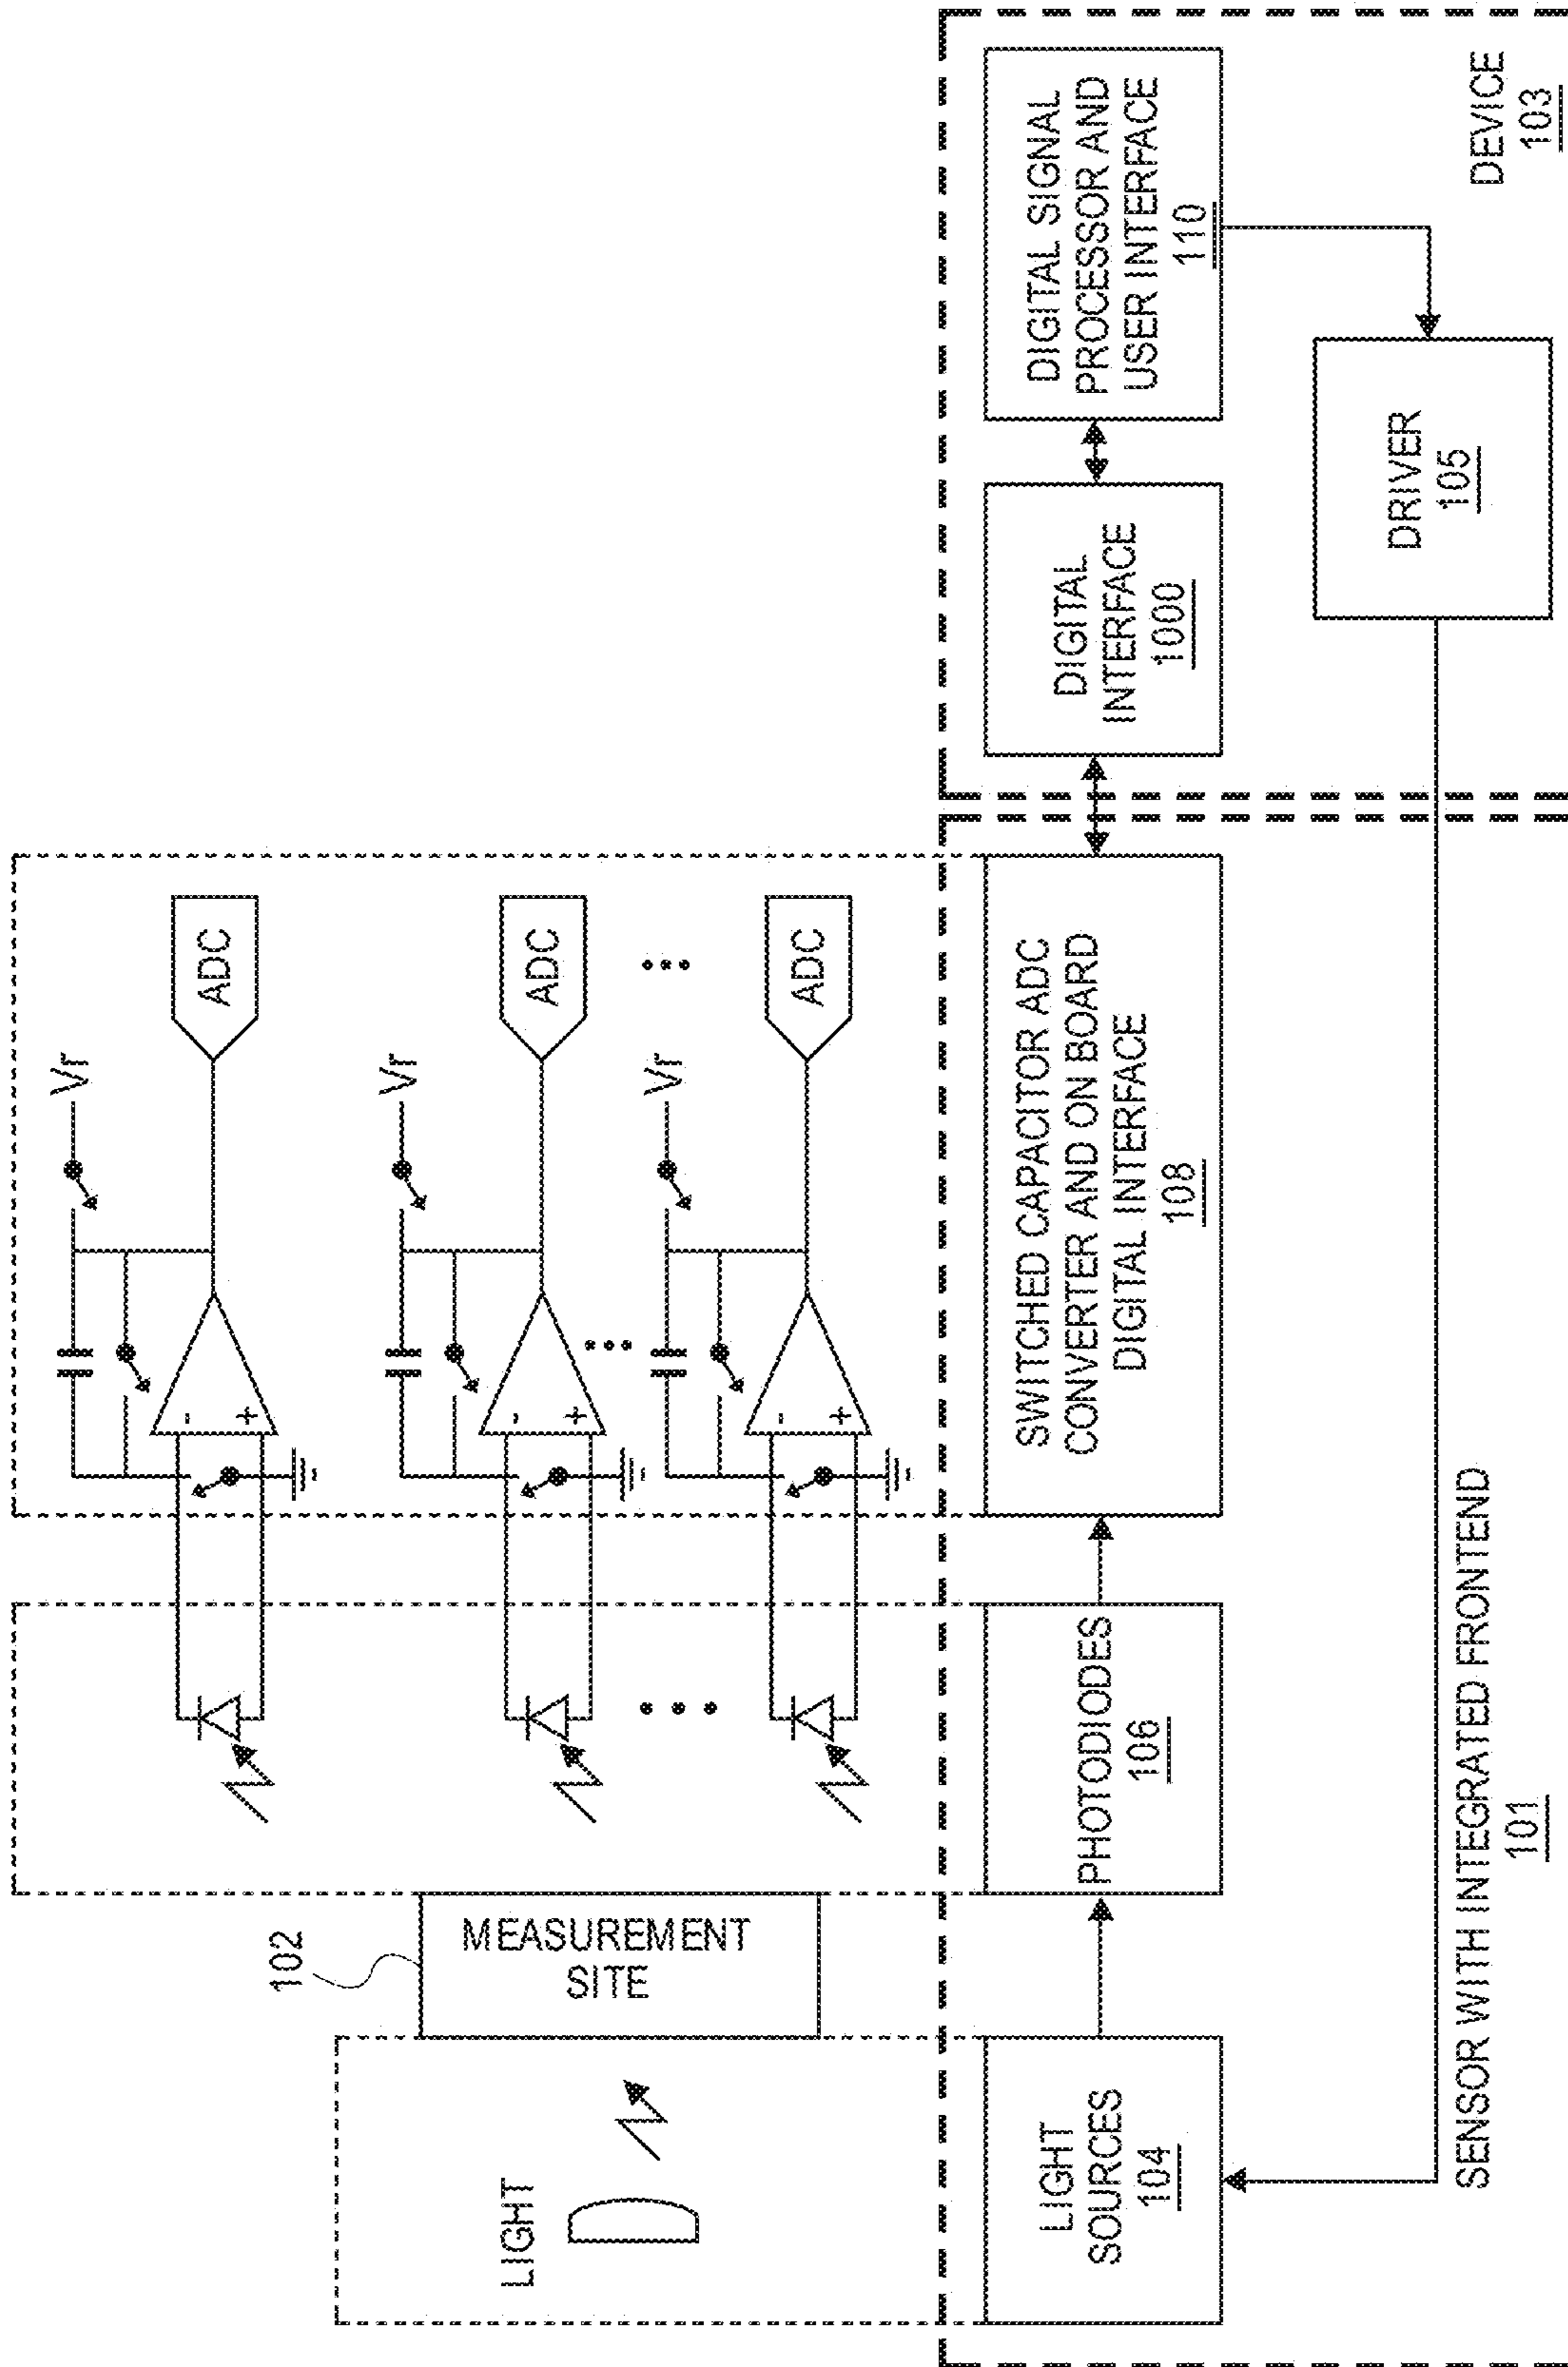 LIGHT
102
MEASUREMENT
SITE
-
+
Vr
ADC
-
+
Vr
ADC
-
+
Vr
ADC
LIGHT
SOURCES
104
PHOTODIODES
106
SWITCHED CAPACITOR ADC
CONVERTER AND ON BOARD
DIGITAL INTERFACE
108
DIGITAL
INTERFACE
1000
DIGITAL SIGNAL
PROCESSOR AND
USER INTERFACE
110
DRIVER
105
SENSOR WITH INTEGRATED FRONTEND
101
DEVICE
103